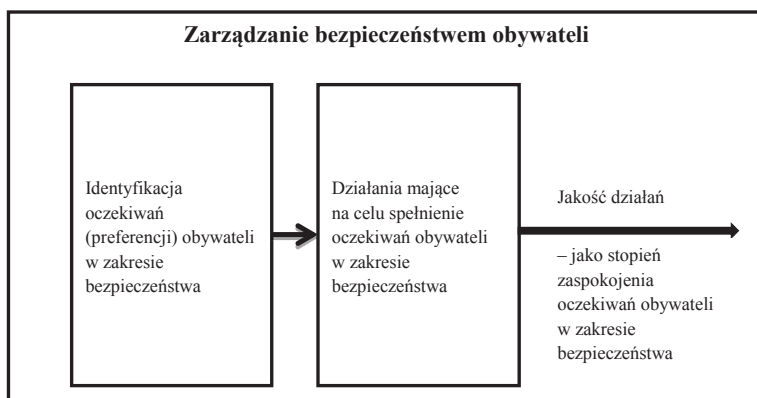 Zarządzanie bezpieczeństwem obywateli
Identyfikacja
oczekiwań
(preferencji) obywateli
w zakresie
bezpieczeństwa
Działania mające
na celu spełnienie
oczekiwań obywateli
w zakresie
bezpieczeństwa
Jakość działań
– jako stopień
zaspokojenia
oczekiwań obywateli
w zakresie
bezpieczeństwa